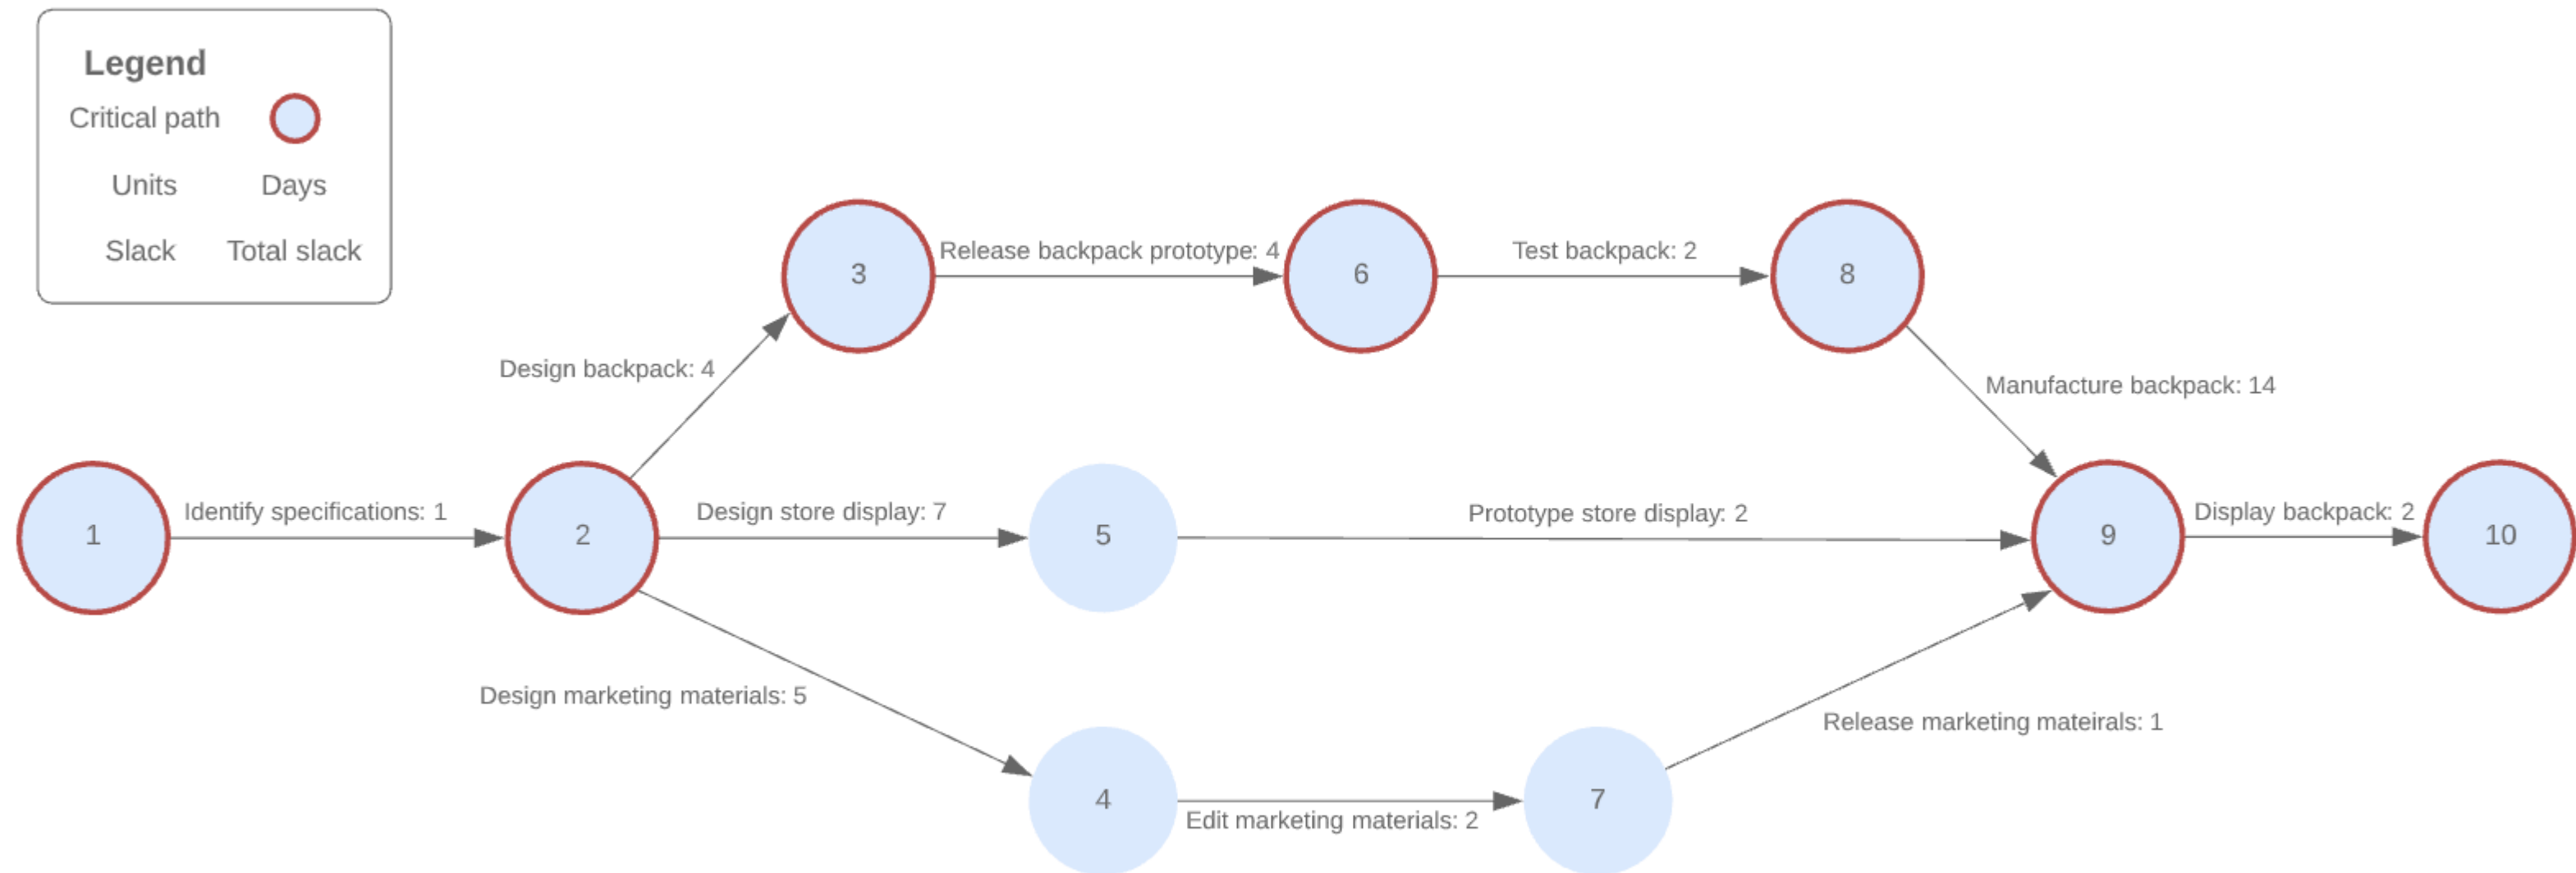 Legend
Critical path
Units Days
Slack Total slack
3
Release backpack prototype: 4
6
Test backpack: 2
8
Design backpack: 4
Manufacture backpack: 14
1
Identify specifications: 1
2
Design store display: 7
5
Prototype store display: 2
9
Display backpack: 2
10
Design marketing materials: 5
Release marketing mateirals: 1
4
Edit marketing materials: 2
7